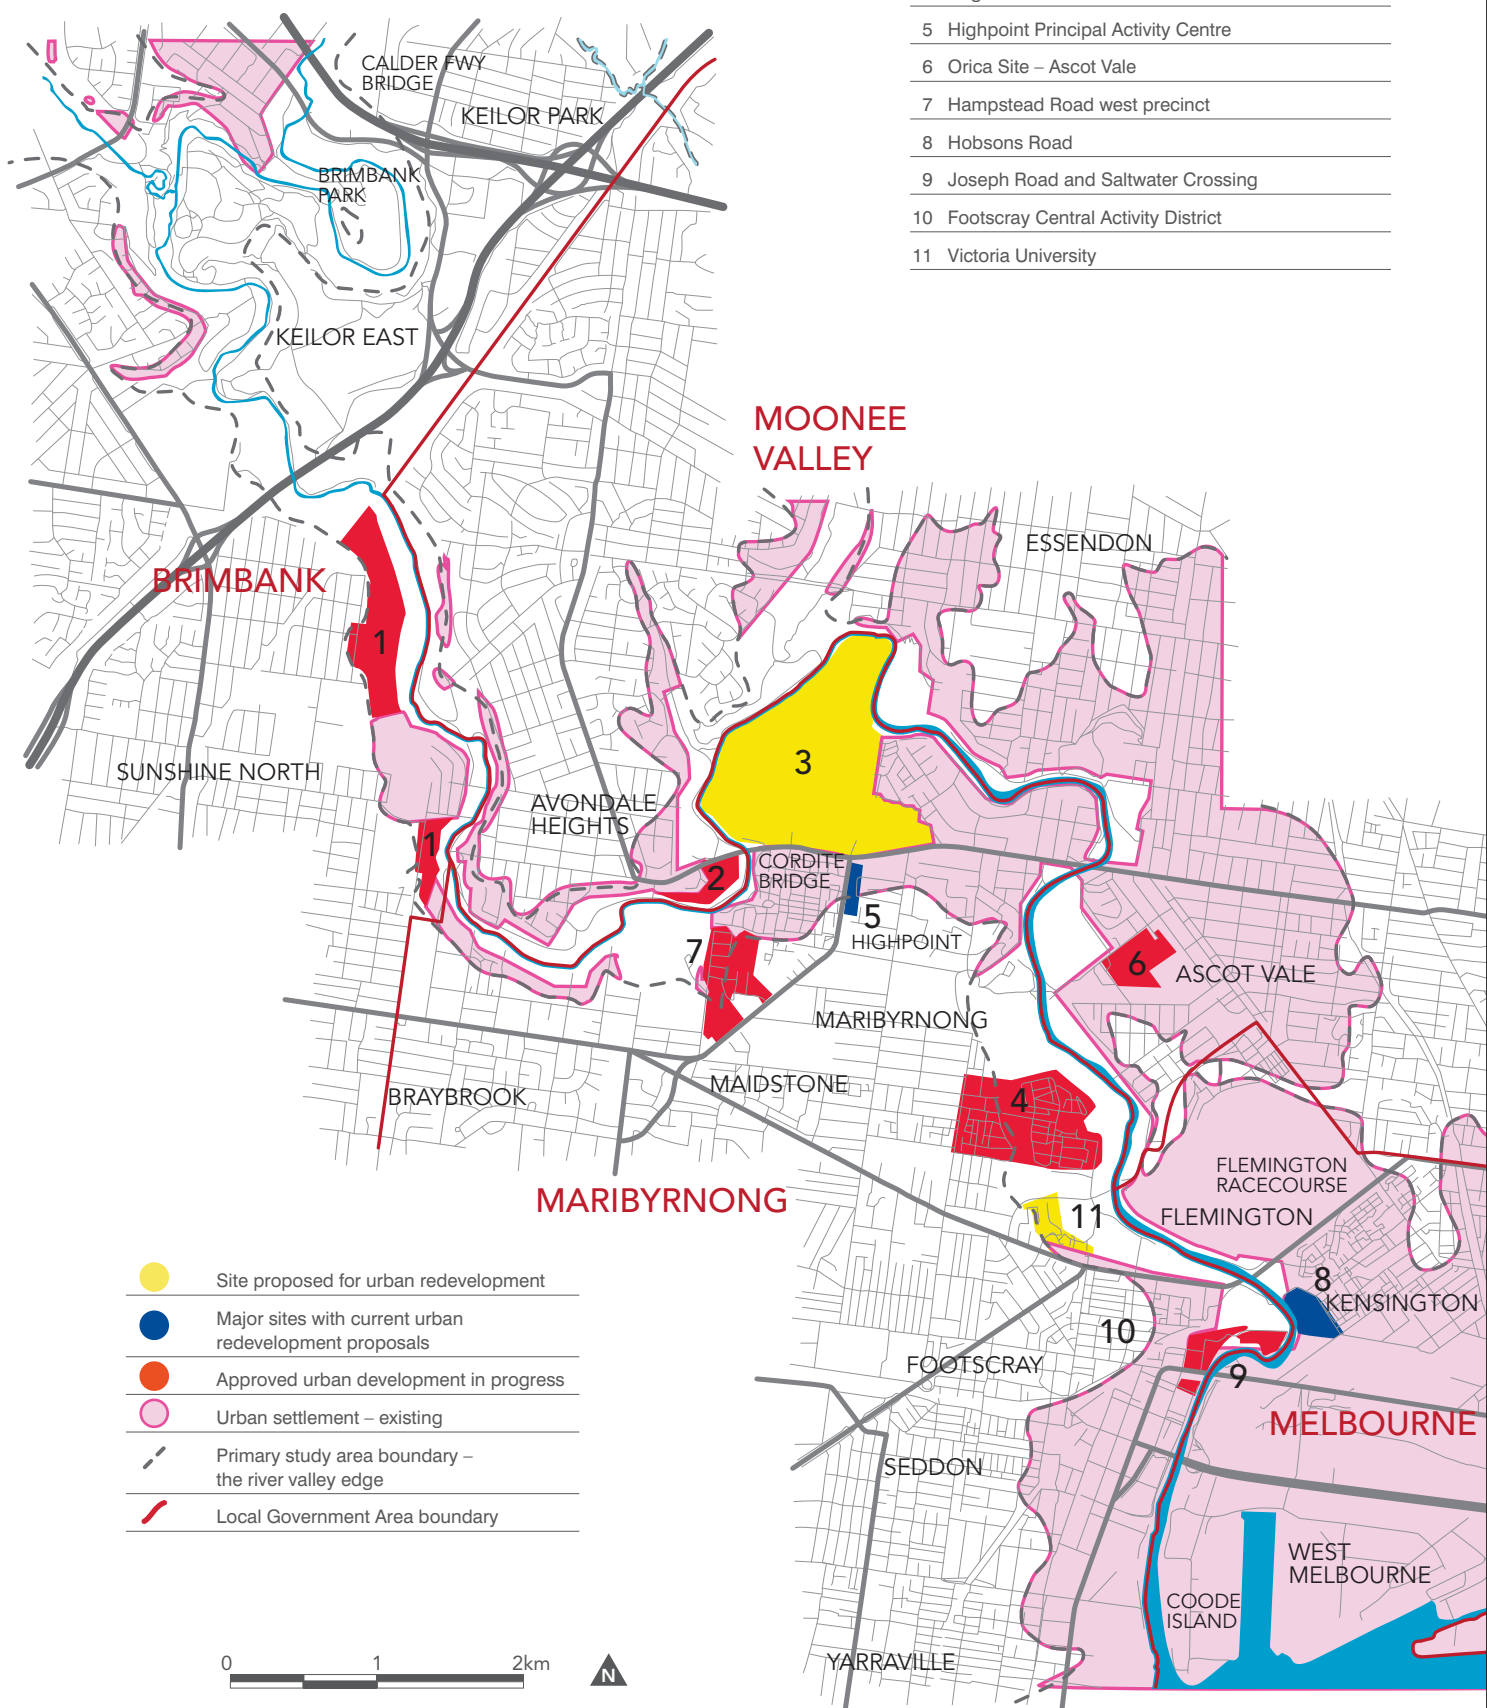 5 Highpoint Principal Activity Centre
6 Orica Site – Ascot Vale
7 Hampstead Road west precinct
8 Hobsons Road
9 Joseph Road and Saltwater Crossing
10 Footscray Central Activity District
11 Victoria University
CALDER FWY
BRIDGE
KEILOR PARK
BRIMBANK
PARK
KEILOR EAST
MOONEE
VALLEY
ESSENDON
BRIMBANK
1
3
SUNSHINE NORTH
AVONDALE
HEIGHTS
1
CORDITE
BRIDGE
2
5
HIGHPOINT
7
6
ASCOT VALE
MARIBYRNONG
MAIDSTONE
BRAYBROOK
4
FLEMINGTON
RACECOURSE
MARIBYRNONG
11
FLEMINGTON
8
KENSINGTON
10
FOOTSCRAY
9
MELBOURNE
SEDDON
WEST
MELBOURNE
COODE
ISLAND
YARRAVILLE
Site proposed for urban redevelopment
Major sites with current urban
redevelopment proposals
Approved urban development in progress
Urban settlement – existing
Primary study area boundary –
the river valley edge
Local Government Area boundary
0 1 2km
N